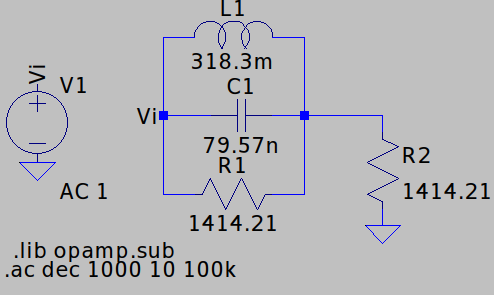 L1
318.3m
Vi
V1
C1
Vi
79.57n
R1
R2
AC 1
1414.21
1414.21
.lib opamp.sub
.ac dec 1000 10 100k